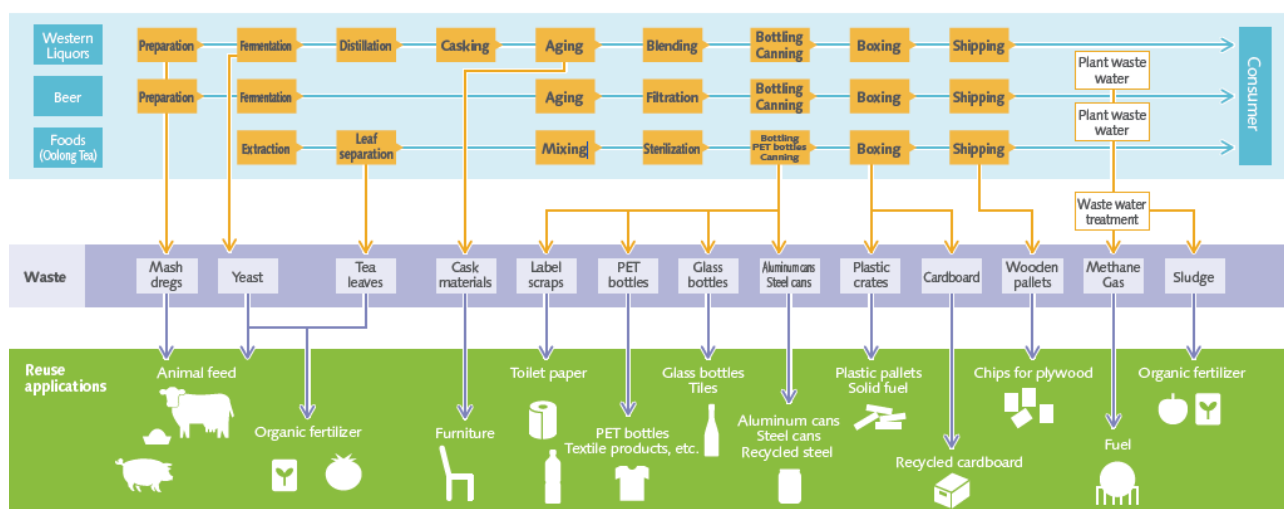 Western
Liquors
Preparation
Fermentation
Distillation
Casking
Aging
Blending
Bottling
Canning
Boxing
Shipping
Plant waste
water
Consumer
Beer
Preparation
Fermentation
Aging
Filtration
Bottling
Canning
Boxing
Shipping
Plant waste
water
Foods
(Oolong Tea)
Extraction
Leaf
separation
Mixing
Sterilization
Bottling
PET bottles
Canning
Boxing
Shipping
Waste water
treatment
Waste
Mash
dregs
Yeast
Tea
leaves
Cask
materials
Label
scraps
PET
bottles
Glass
bottles
Aluminum cans
Steel cans
Plastic
crates
Cardboard
Wooden
pallets
Methane
Gas
Sludge
Reuse
applications
Animal feed
Organic fertilizer
Furniture
Toilet paper
PET bottles
Textile products, etc.
Glass bottles
Tiles
Aluminum cans
Steel cans
Recycled steel
Plastic pallets
Solid fuel
Recycled cardboard
Chips for plywood
Fuel
Organic fertilizer